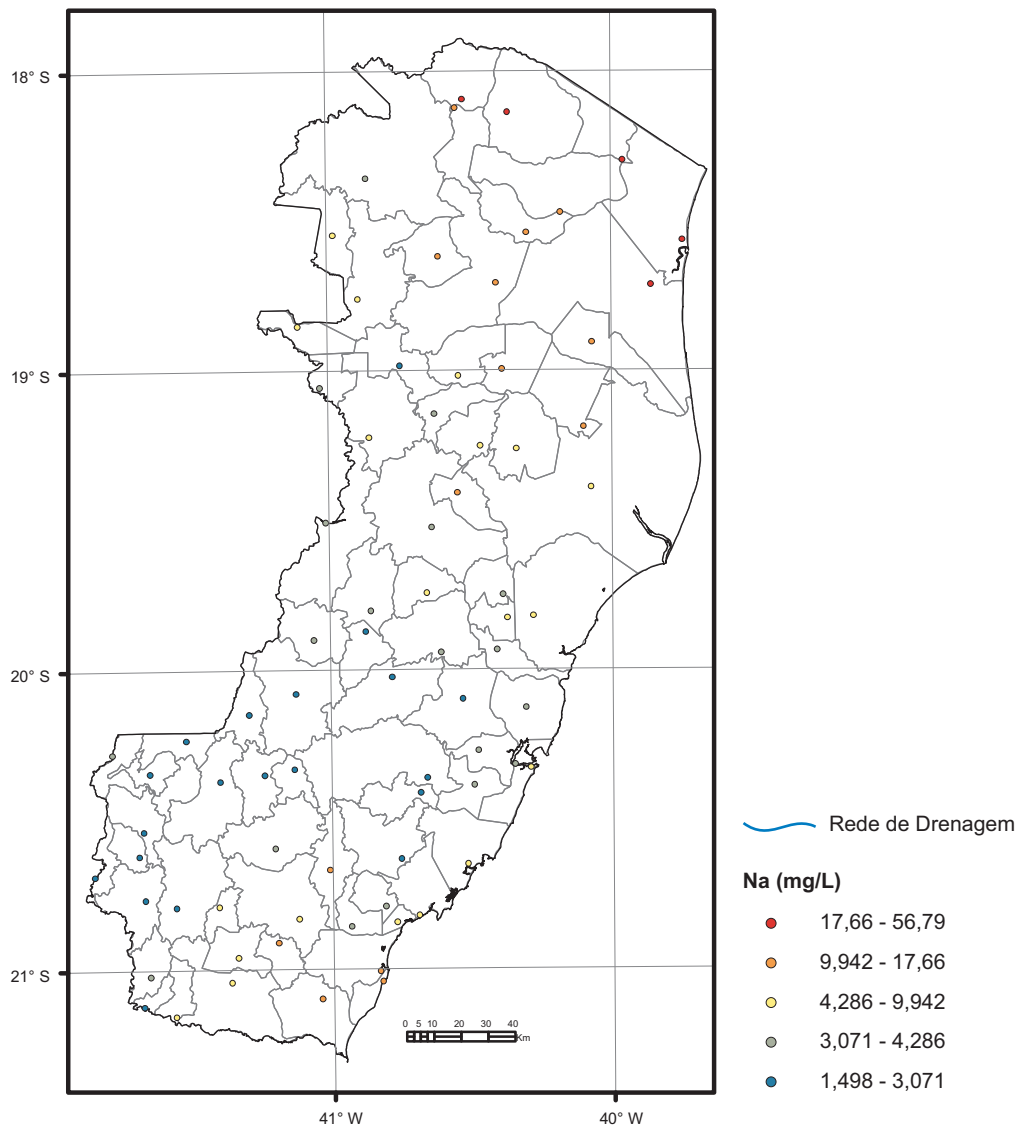 18° S
19° S
20° S
21° S
41° W
40° W
0 5 10 20 30 40
Km
Rede de Drenagem
Na (mg/L)
17,66 - 56,79
9,942 - 17,66
4,286 - 9,942
3,071 - 4,286
1,498 - 3,071